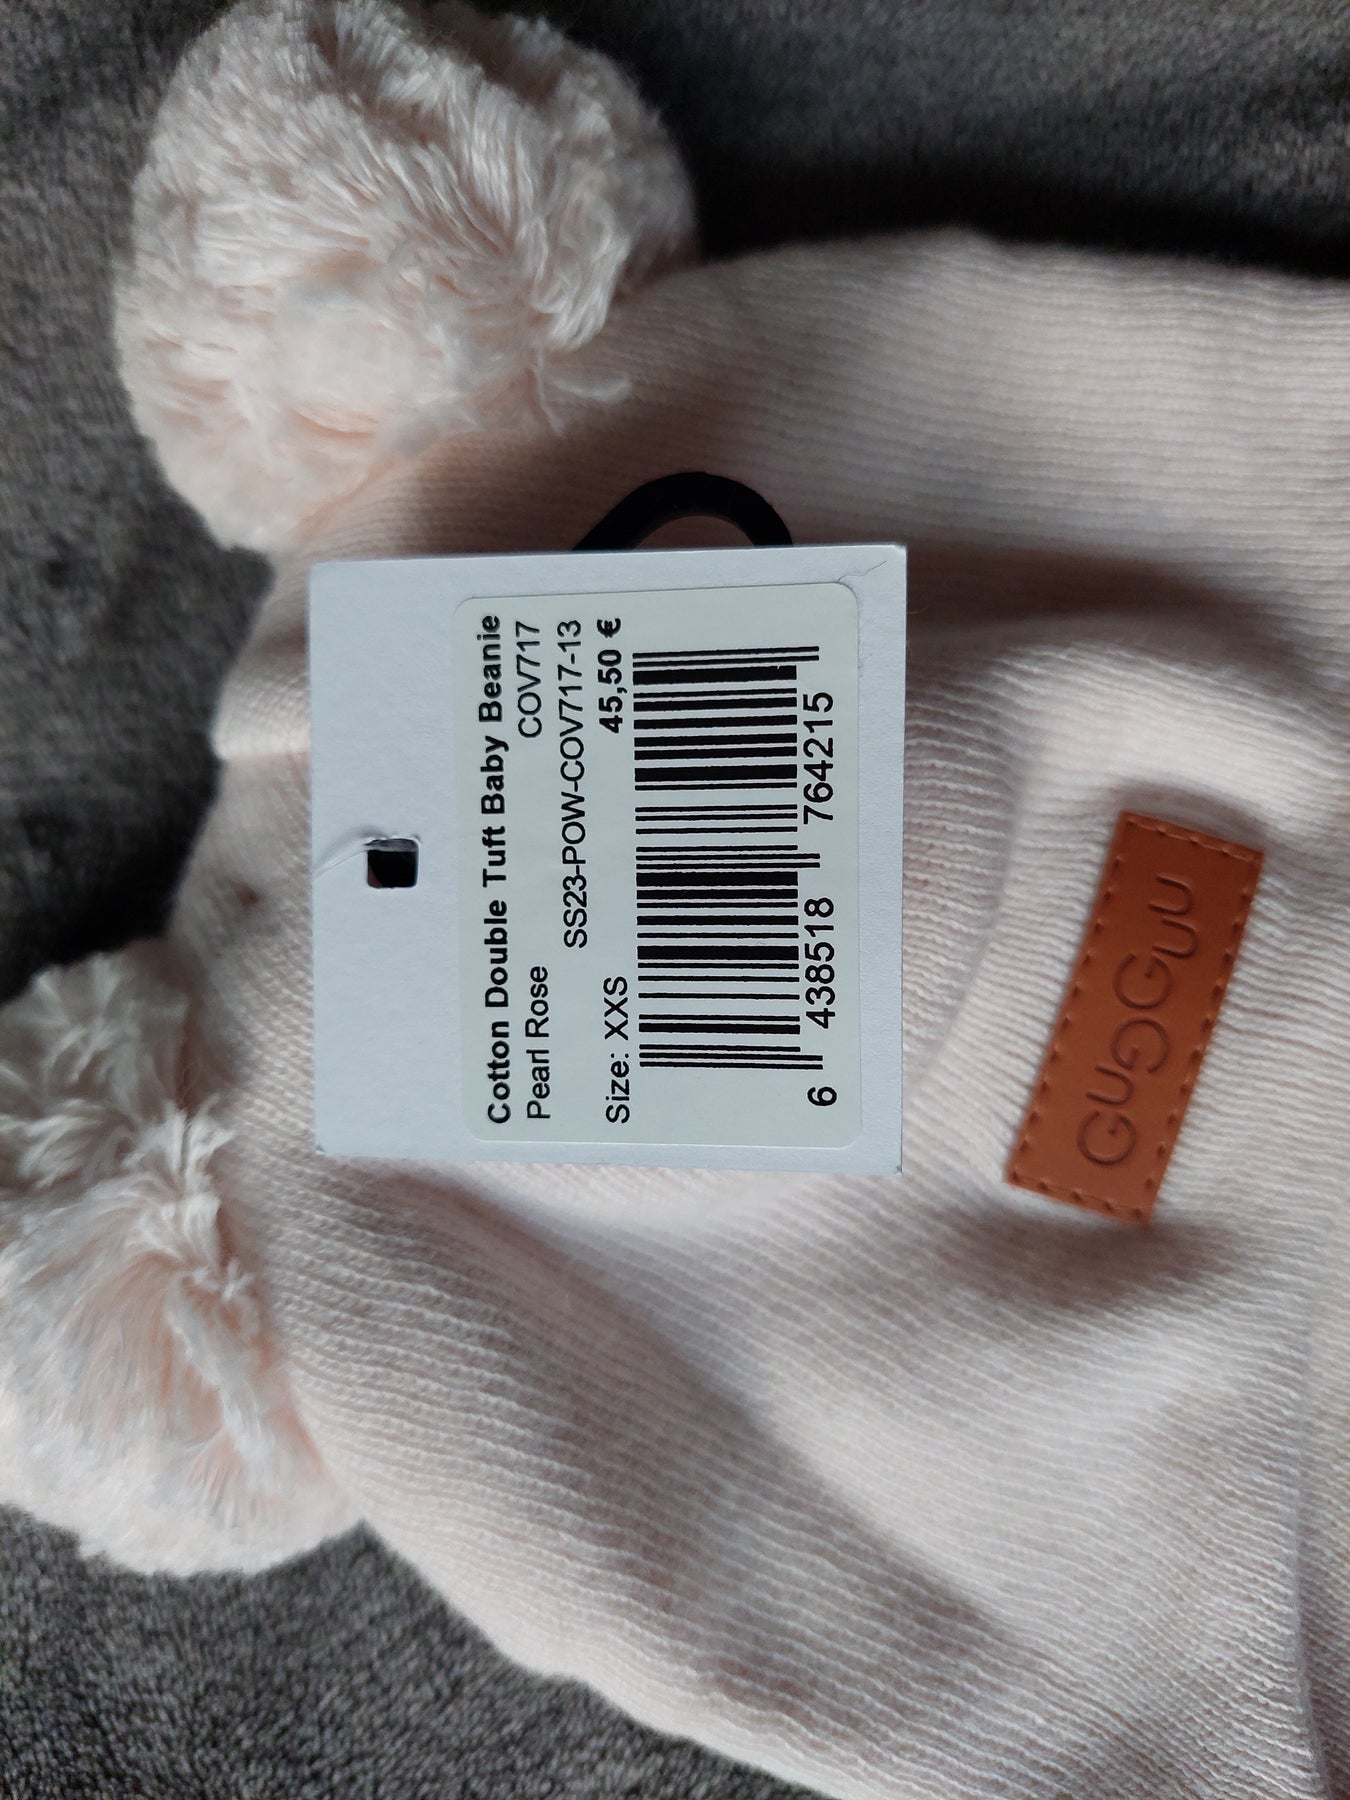 Cotton Double Tuft Baby Beanie
Pearl Rose COV717
SS23-POW-COV717-13
Size: XXS 45,50 €
6 438518 764215
GUGGUU